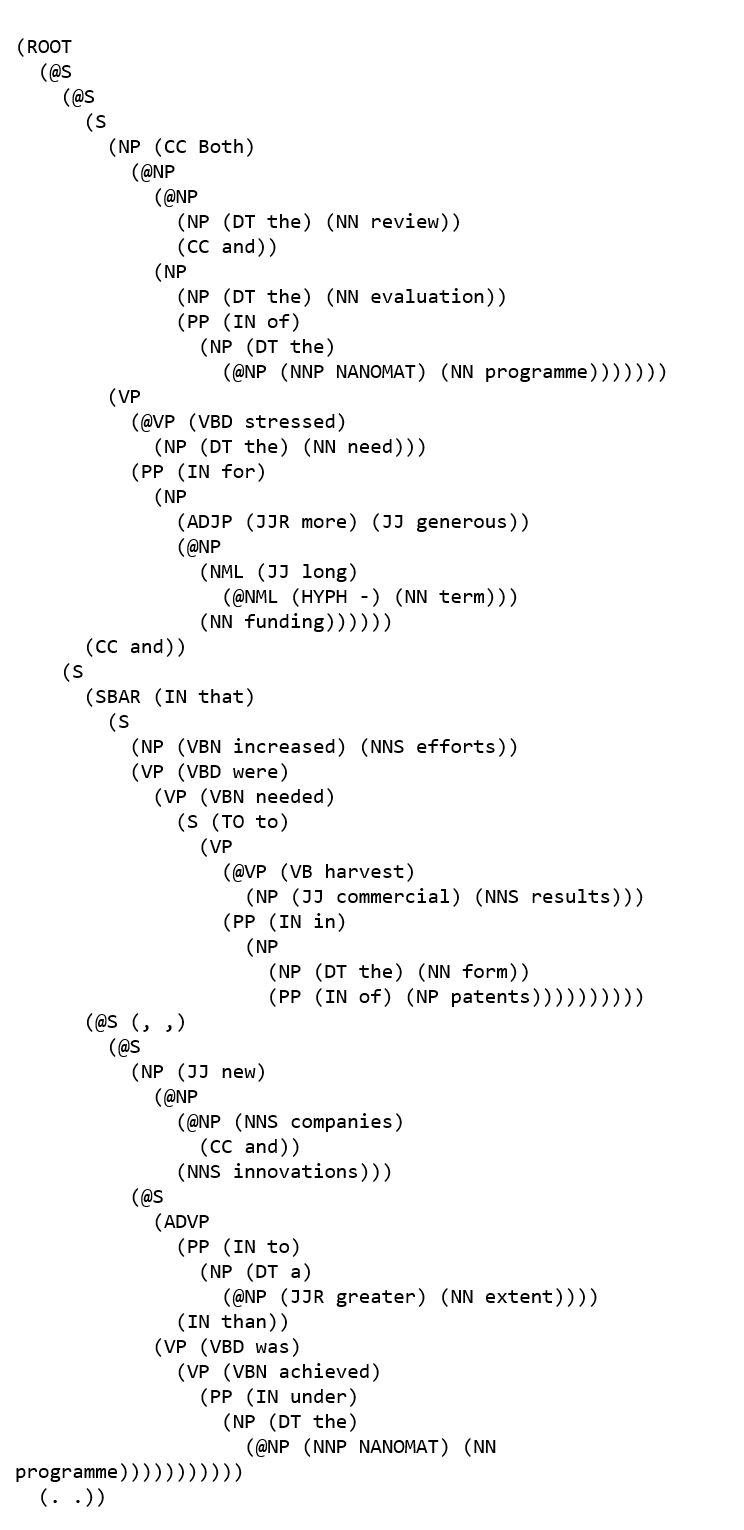 (ROOT
  (@S
    (@S
      (S
        (NP (CC Both)
          (@NP
            (@NP
              (NP (DT the) (NN review))
              (CC and))
            (NP
              (NP (DT the) (NN evaluation))
              (PP (IN of)
                (NP (DT the)
                  (@NP (NNP NANOMAT) (NN programme)))))))
        (VP
          (@VP (VBD stressed)
            (NP (DT the) (NN need)))
          (PP (IN for)
            (NP
              (ADJP (JJR more) (JJ generous))
              (@NP
                (NML (JJ long)
                  (@NML (HYPH -) (NN term)))
                (NN funding))))))
      (CC and))
    (S
      (SBAR (IN that)
        (S
          (NP (VBN increased) (NNS efforts))
          (VP (VBD were)
            (VP (VBN needed)
              (S (TO to)
                (VP
                  (@VP (VB harvest)
                    (NP (JJ commercial) (NNS results)))
                  (PP (IN in)
                    (NP
                      (NP (DT the) (NN form))
                      (PP (IN of) (NP patents))))))))))
      (@S (, ,)
        (@S
          (NP (JJ new)
            (@NP
              (@NP (NNS companies)
                (CC and))
              (NNS innovations)))
          (@S
            (ADVP
              (PP (IN to)
                (NP (DT a)
                  (@NP (JJR greater) (NN extent))))
              (IN than))
            (VP (VBD was)
              (VP (VBN achieved)
                (PP (IN under)
                  (NP (DT the)
                    (@NP (NNP NANOMAT) (NN
programme)))))))))))
  (. .))